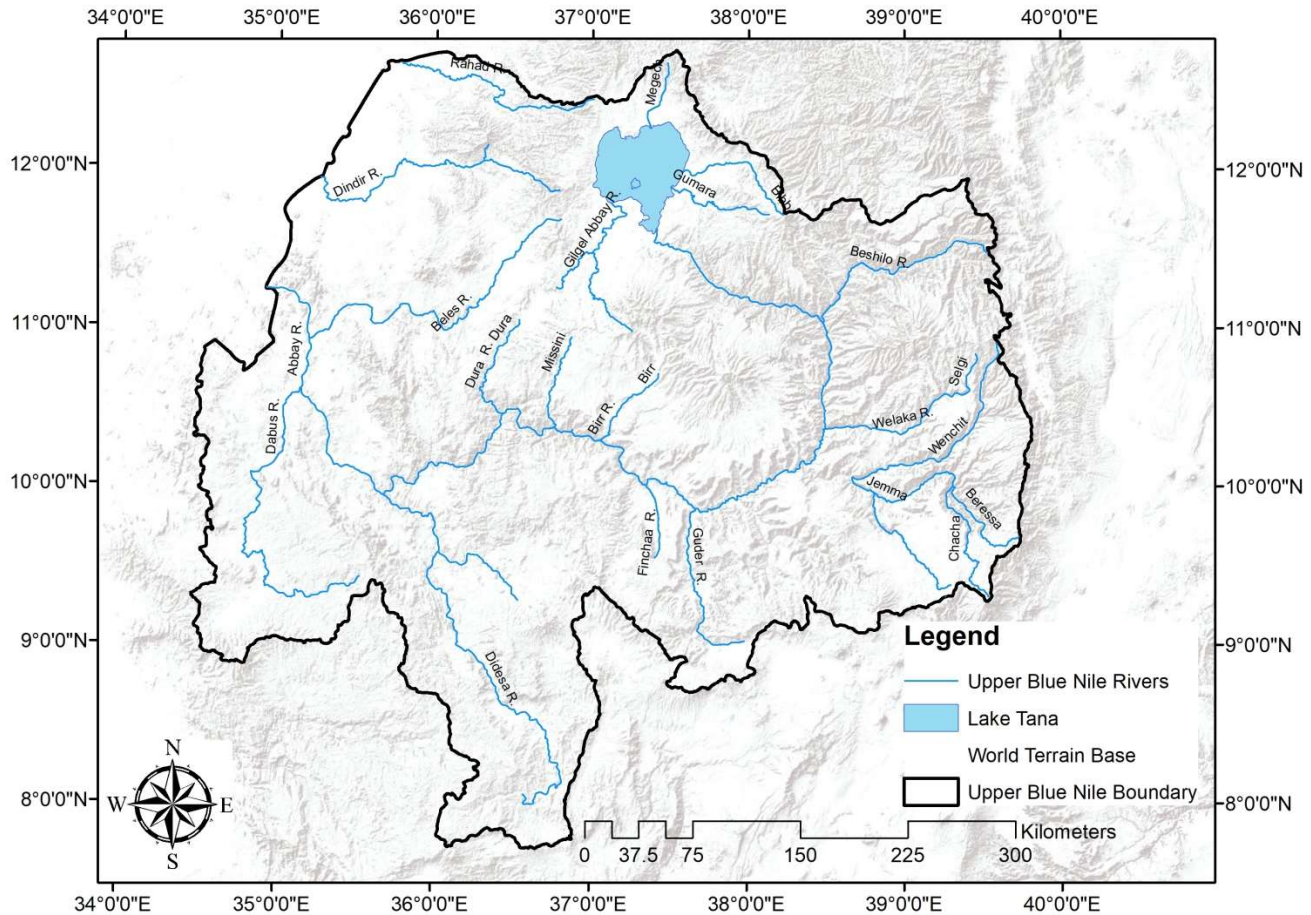 34°0'0"E 35°0'0"E 36°0'0"E 37°0'0"E 38°0'0"E 39°0'0"E 40°0'0"E
Rahad R.
Megech
12°0'0"N
12°0'0"N
Dindir R.
Gumara
Gilgel Abbay R.
Beshilo R.
11°0'0"N
11°0'0"N
Abbay R.
Beles R.
Dura R. Dura
Missini
Birr
Selgi
Dabus R.
Birr R.
Welaka R.
Wenchit
10°0'0"N
10°0'0"N
Jemma
Beressa
Finchaa R.
Guder R.
Chacha
9°0'0"N
9°0'0"N
Didesa R.
Legend
Upper Blue Nile Rivers
Lake Tana
World Terrain Base
Upper Blue Nile Boundary
8°0'0"N
8°0'0"N
N
W E
S
Kilometers
0 37.5 75 150 225 300
34°0'0"E 35°0'0"E 36°0'0"E 37°0'0"E 38°0'0"E 39°0'0"E 40°0'0"E